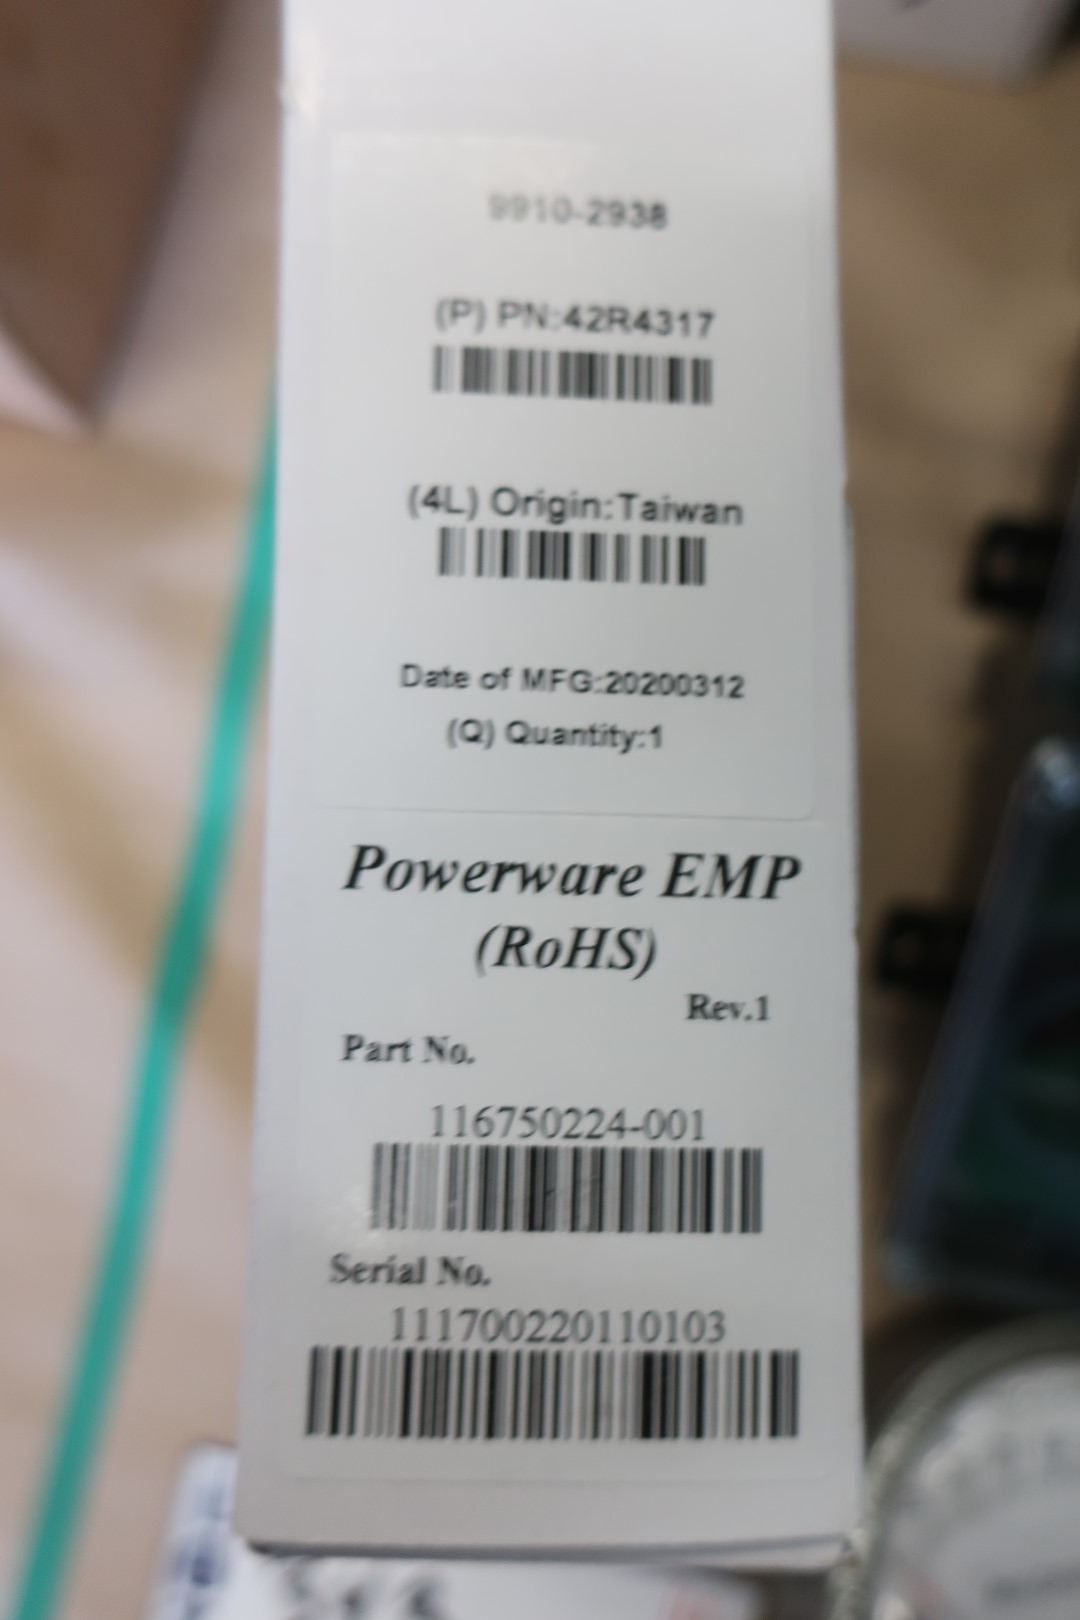 9910-2938
(P) PN:42R4317
(4L) Origin:Taiwan
Date of MFG:20200312
(Q) Quantity:1
Powerware EMP
(RoHS)
Rev.1
Part No.
116750224-001
Serial No.
111700220110103